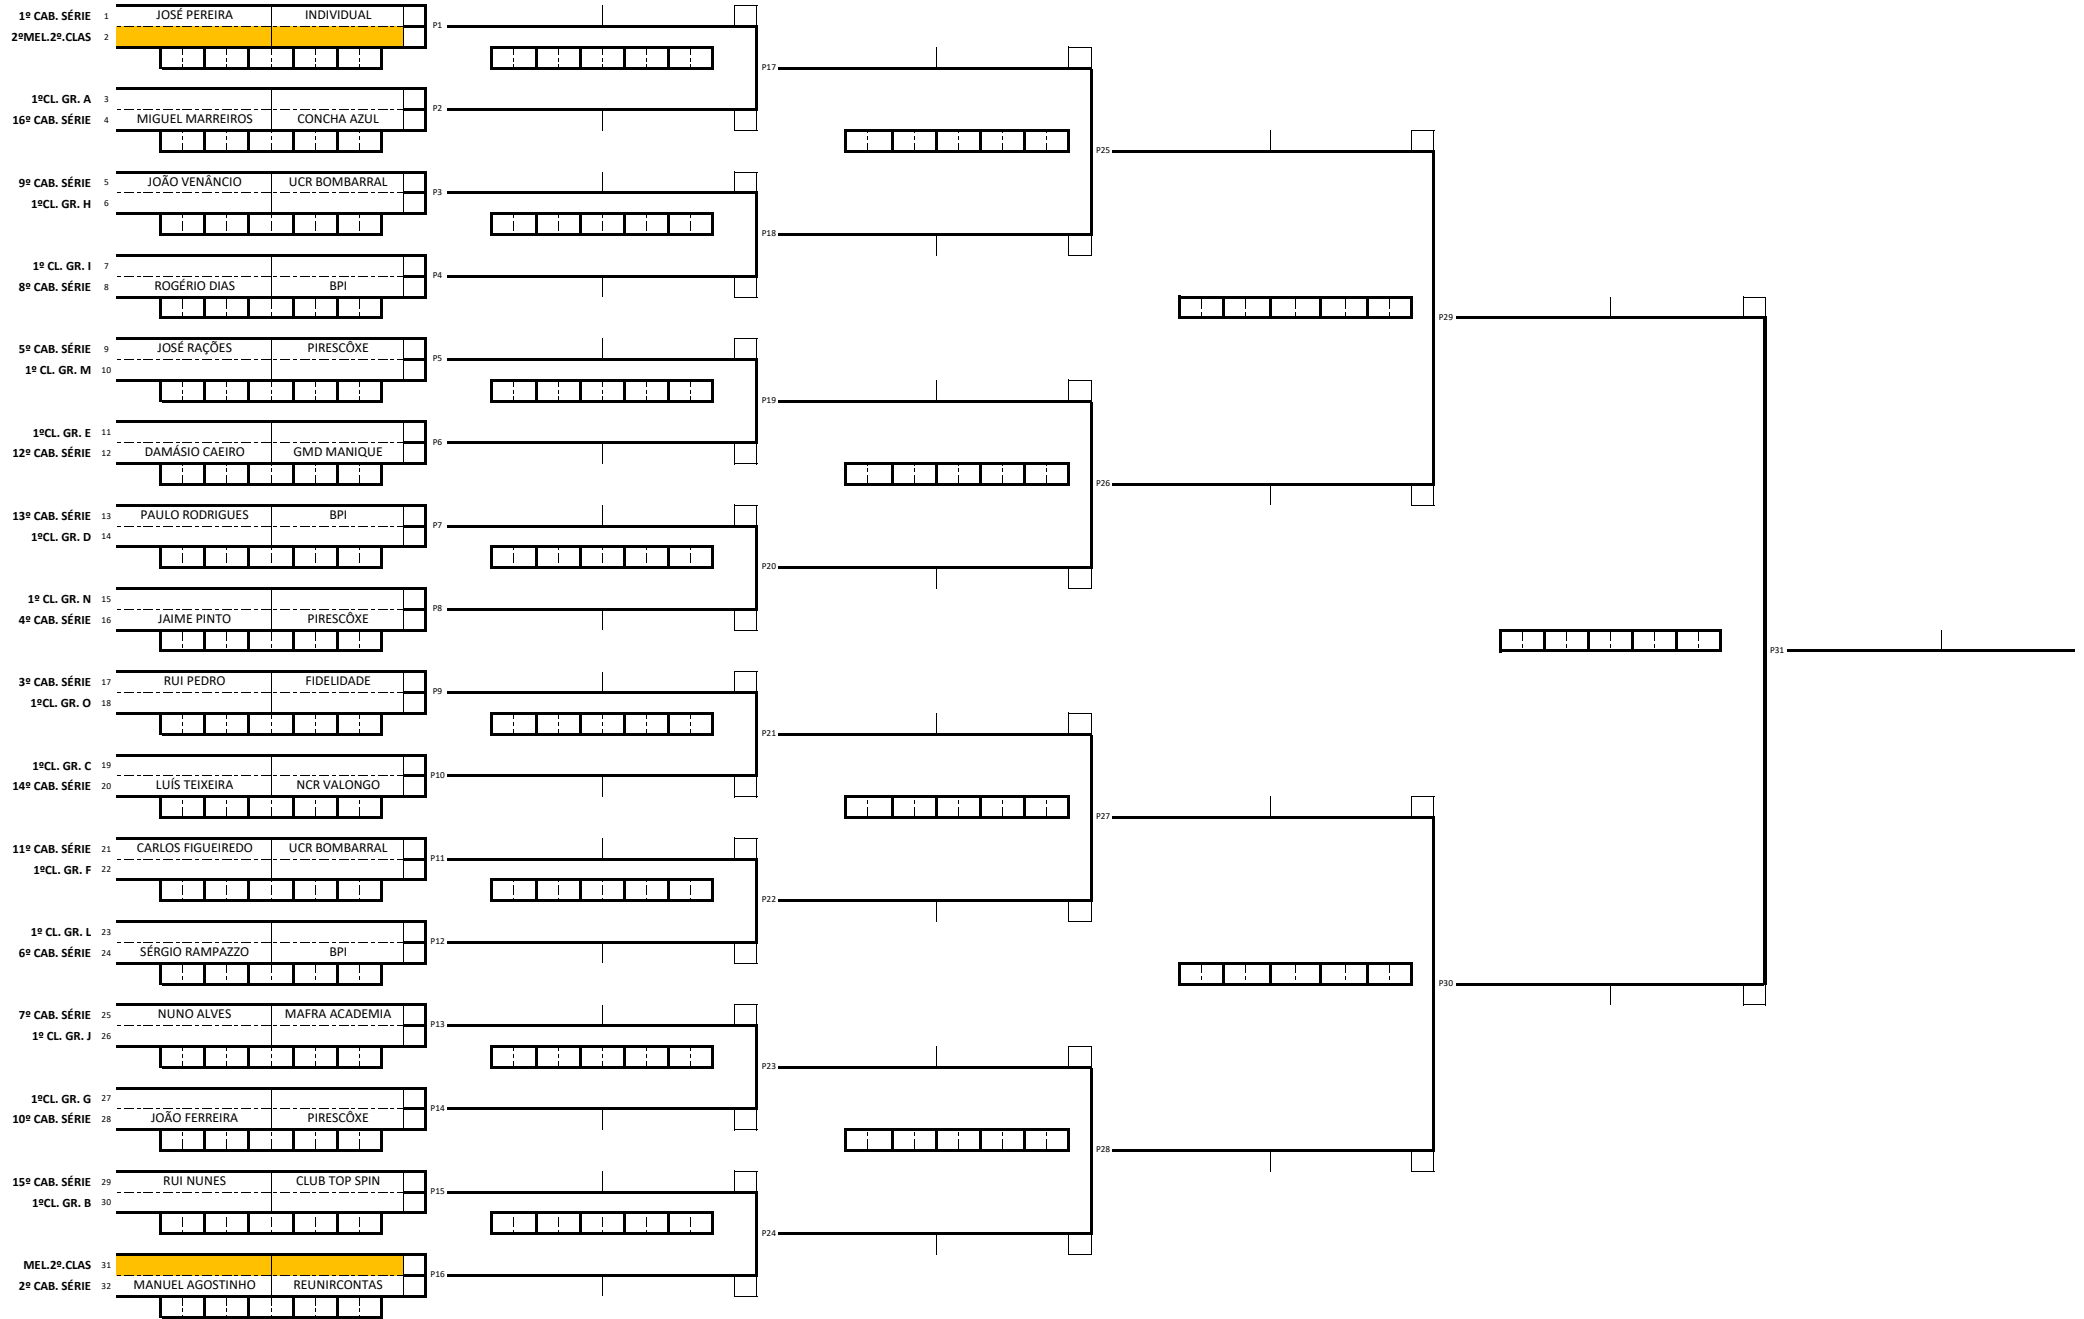 1º CAB. SÉRIE 1 JOSÉ PEREIRA INDIVIDUAL
P1
2ºMEL.2º.CLAS 2
P17
1ºCL. GR. A 3
P2
16º CAB. SÉRIE 4 MIGUEL MARREIROS CONCHA AZUL
P25
9º CAB. SÉRIE 5 JOÃO VENÂNCIO UCR BOMBARRAL
P3
1ºCL. GR. H 6
P18
1º CL. GR. I 7
P4
8º CAB. SÉRIE 8 ROGÉRIO DIAS BPI
P29
5º CAB. SÉRIE 9 JOSÉ RAÇÕES PIRESCÔXE
P5
1º CL. GR. M 10
P19
1ºCL. GR. E 11
P6
12º CAB. SÉRIE 12 DAMÁSIO CAEIRO GMD MANIQUE
P26
13º CAB. SÉRIE 13 PAULO RODRIGUES BPI
P7
1ºCL. GR. D 14
P20
1º CL. GR. N 15
P8
4º CAB. SÉRIE 16 JAIME PINTO PIRESCÔXE
P31
3º CAB. SÉRIE 17 RUI PEDRO FIDELIDADE
P9
1ºCL. GR. O 18
P21
1ºCL. GR. C 19
P10
14º CAB. SÉRIE 20 LUÍS TEIXEIRA NCR VALONGO
P27
11º CAB. SÉRIE 21 CARLOS FIGUEIREDO UCR BOMBARRAL
P11
1ºCL. GR. F 22
P22
1º CL. GR. L 23
P12
6º CAB. SÉRIE 24 SÉRGIO RAMPAZZO BPI
P30
7º CAB. SÉRIE 25 NUNO ALVES MAFRA ACADEMIA
P13
1º CL. GR. J 26
P23
1ºCL. GR. G 27
P14
10º CAB. SÉRIE 28 JOÃO FERREIRA PIRESCÔXE
P28
15º CAB. SÉRIE 29 RUI NUNES CLUB TOP SPIN
P15
1ºCL. GR. B 30
P24
MEL.2º.CLAS 31
P16
2º CAB. SÉRIE 32 MANUEL AGOSTINHO REUNIRCONTAS